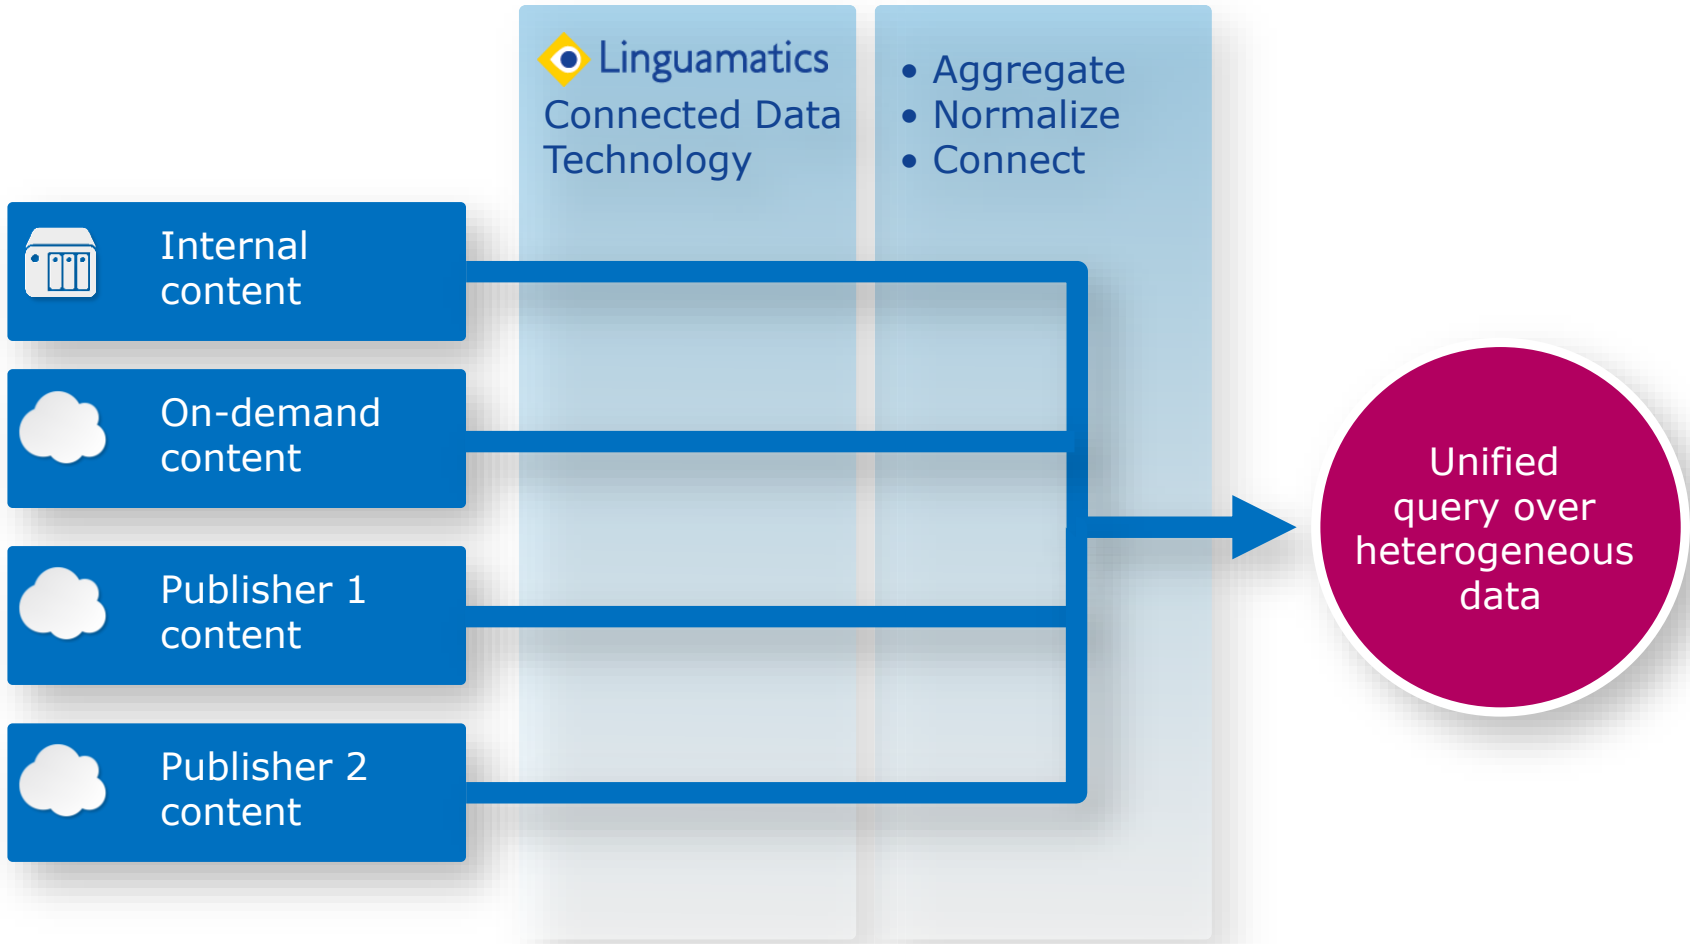 Linguamatics
Connected Data
Technology
• Aggregate
• Normalize
• Connect
Internal
content
On-demand
content
Publisher 1
content
Publisher 2
content
Unified
query over
heterogeneous
data